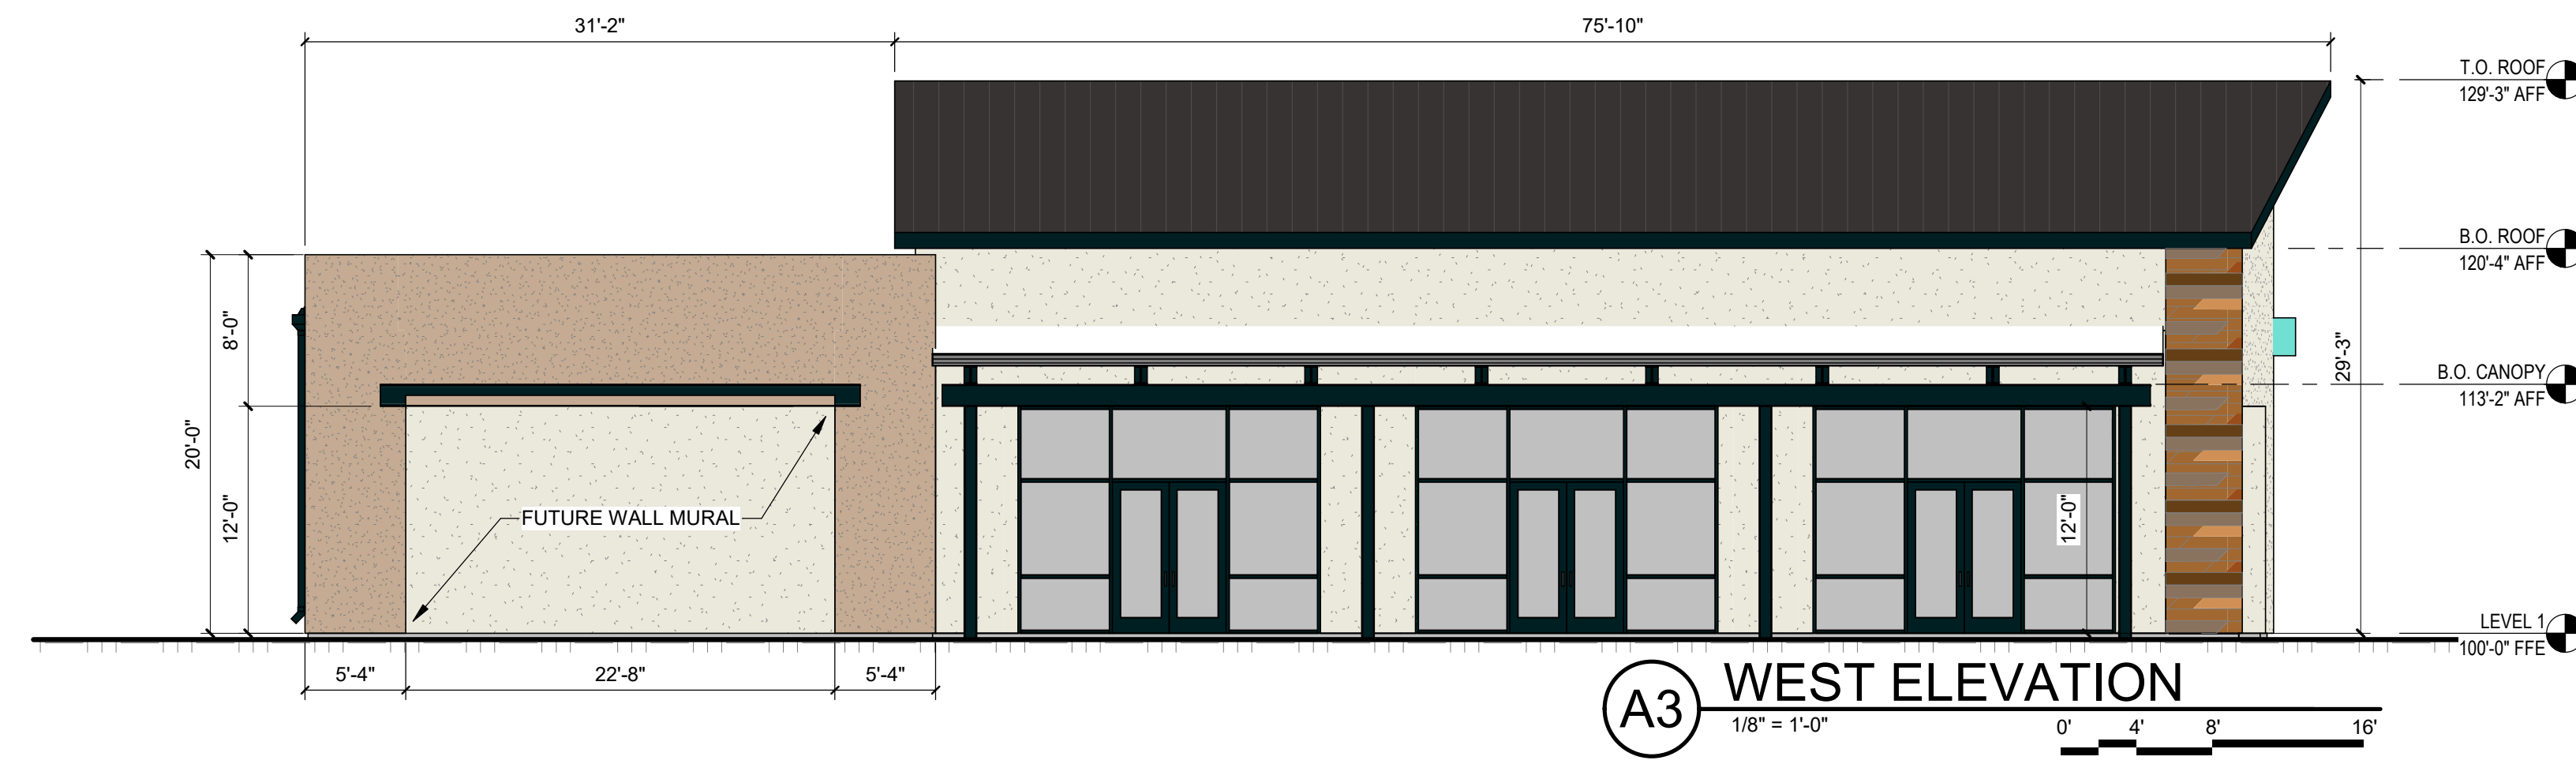 31'-2"
75'-10"
T.O. ROOF
129'-3" AFF
B.O. ROOF
120'-4" AFF
8'-0"
29'-3"
B.O. CANOPY
113'-2" AFF
20'-0"
12'-0"
FUTURE WALL MURAL
12'-0"
LEVEL 1
100'-0" FFE
5'-4"
22'-8"
5'-4"
A3
WEST ELEVATION
1/8" = 1'-0"
0' 4' 8' 16'